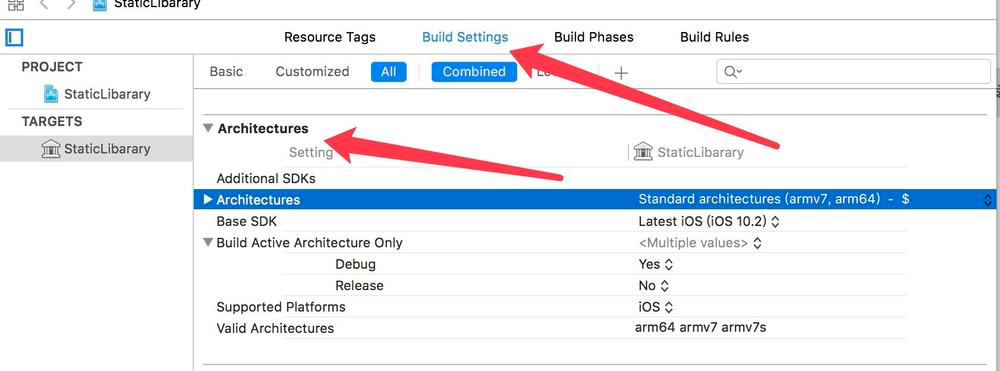 StaticLibarary
Resource Tags Build Settings Build Phases Build Rules
PROJECT
StaticLibarary
TARGETS
StaticLibarary
Basic Customized All Combined
Architectures
Setting StaticLibarary
Additional SDKs
Architectures Standard architectures (armv7, arm64) - $
Base SDK Latest iOS (iOS 10.2)
Build Active Architecture Only <Multiple values>
Debug Yes
Release No
Supported Platforms iOS
Valid Architectures arm64 armv7 armv7s